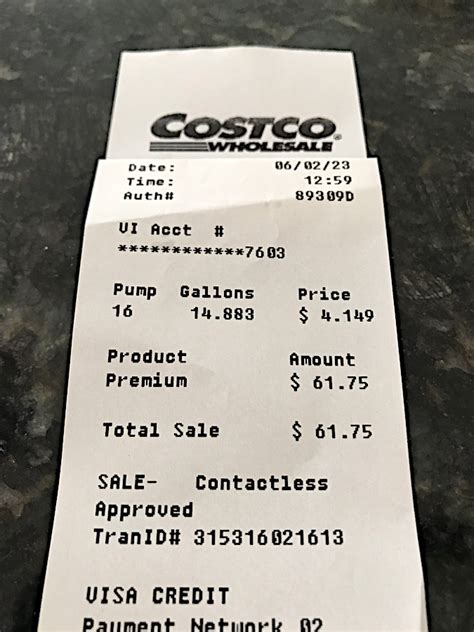 COSTCO
WHOLESALE
Date: 06/02/23
Time: 12:59
Auth# 89309D
VI Acct #
************7603
Pump Gallons Price
16 14.883 $ 4.149
Product Amount
Premium $ 61.75
Total Sale $ 61.75
SALE- Contactless
Approved
TranID# 315316021613
VISA CREDIT
Payment Network 02